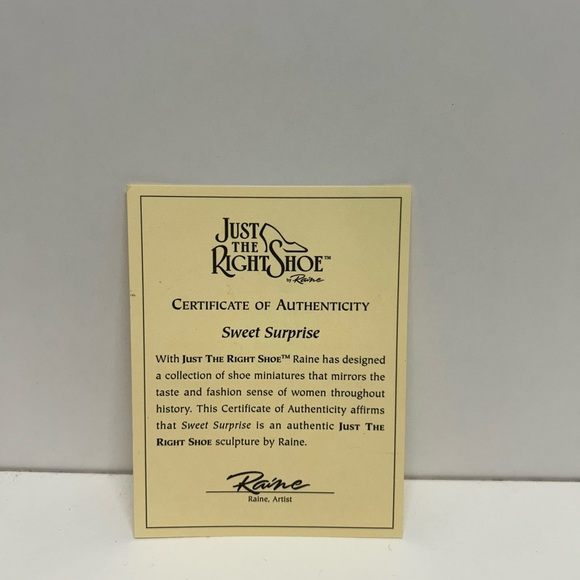 JUST
THE
RIGHT SHOE™
by Raine
CERTIFICATE OF AUTHENTICITY
Sweet Surprise
With JUST THE RIGHT SHOE™ Raine has designed
a collection of shoe miniatures that mirrors the
taste and fashion sense of women throughout
history. This Certificate of Authenticity affirms
that Sweet Surprise is an authentic JUST THE
RIGHT SHOE sculpture by Raine.
Raine
Raine, Artist